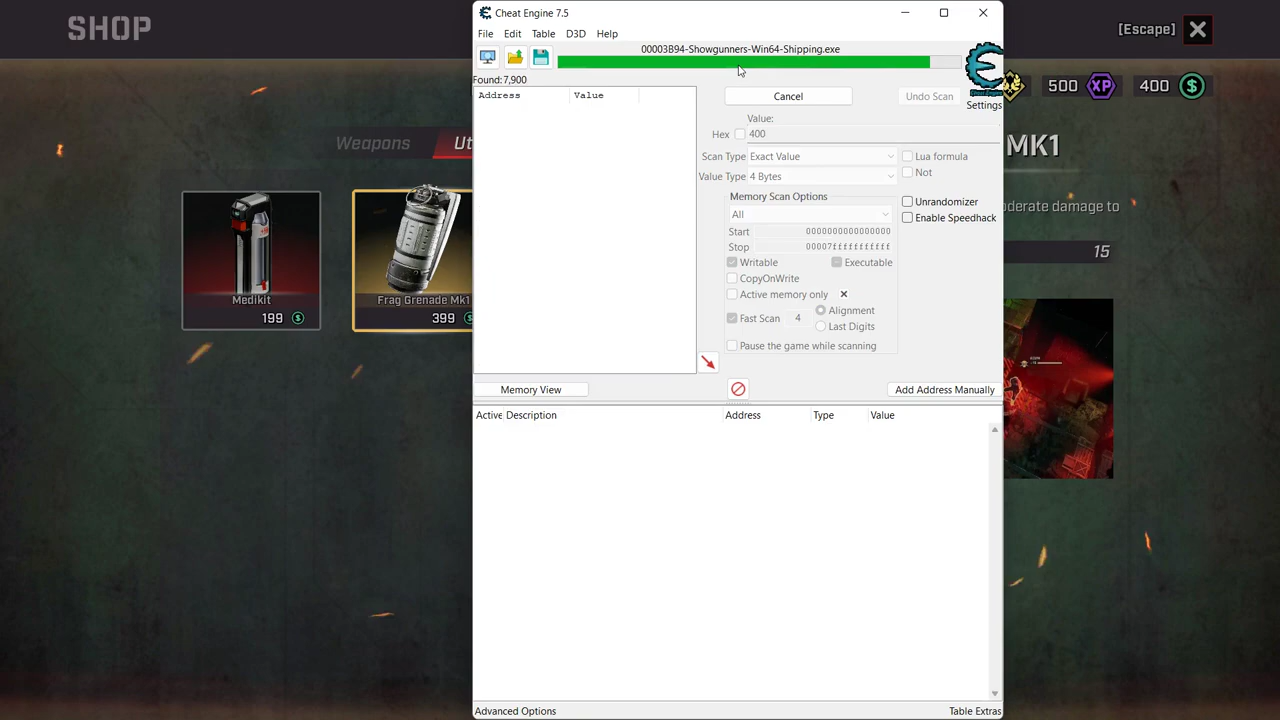 SHOP
[Escape]
500 XP
400 $
Weapons
Ut
MK1
oderate damage to
15
Medikit
199 $
Frag Grenade Mk1
399
Cheat Engine 7.5
File Edit Table D3D Help
00003B94-Showgunners-Win64-Shipping.exe
Found:7,900
Settings
Address Value
Cancel
Undo Scan
Value:
Hex 400
Scan Type Exact Value
Lua formula
Value Type 4 Bytes
Not
Memory Scan Options
All
Unrandomizer
Enable Speedhack
Start 0000000000000000
Stop 00007fffffffffff
Writable Executable
CopyOnWrite
Active memory only
Fast Scan 4
Alignment
Last Digits
Pause the game while scanning
Memory View
Add Address Manually
Active Description Address Type Value
Advanced Options
Table Extras